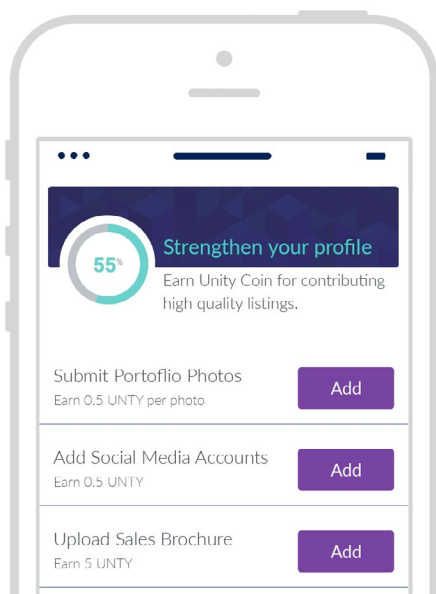 55%
Strengthen your profile
Earn Unity Coin for contributing
high quality listings.
Submit Portoflio Photos
Earn 0.5 UNTY per photo
Add
Add Social Media Accounts
Earn 0.5 UNTY
Add
Upload Sales Brochure
Earn 5 UNTY
Add